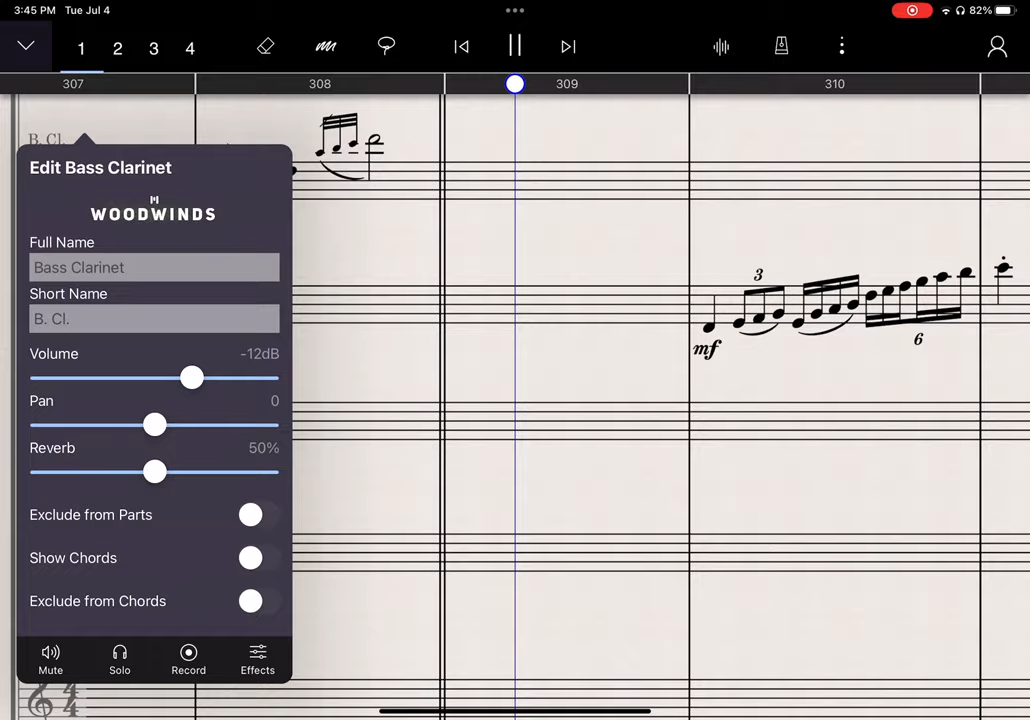 3:45 PM Tue Jul 4
82%
1 2 3 4
307 308 309 310
B. Cl.
Edit Bass Clarinet
WOODWINDS
Full Name
Bass Clarinet
Short Name
B. Cl.
Volume -12dB
Pan 0
Reverb 50%
Exclude from Parts
Show Chords
Exclude from Chords
Mute Solo Record Effects
3
mf
6
4
4